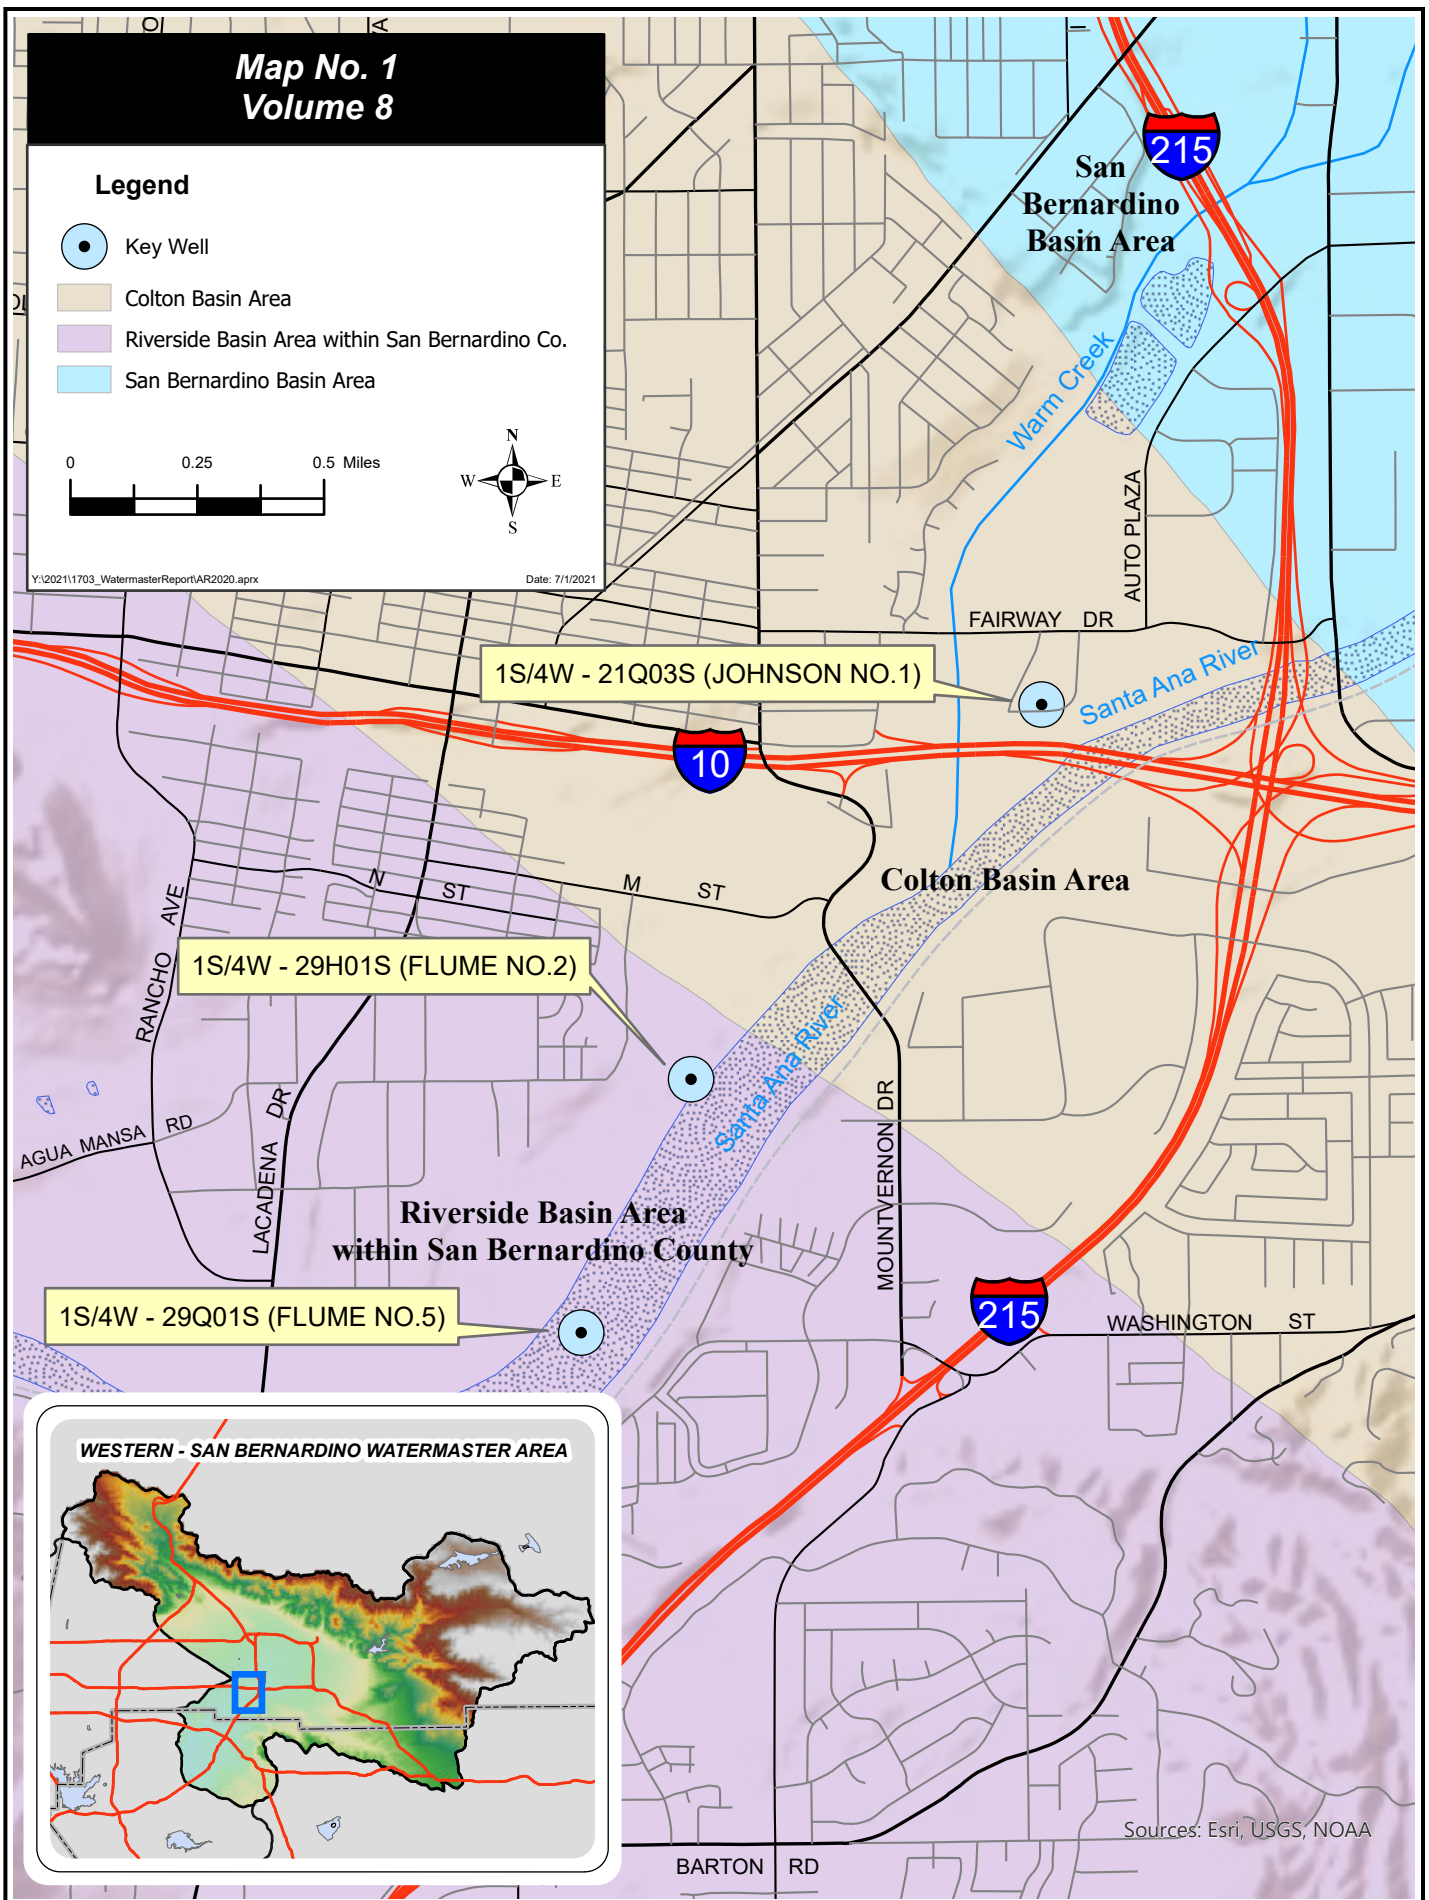 Map No. 1
Volume 8
Legend
Key Well
Colton Basin Area
Riverside Basin Area within San Bernardino Co.
San Bernardino Basin Area
0 0.25 0.5 Miles
N
W E
S
Y:\2021\1703_WatermasterReport\AR2020.aprx
Date: 7/1/2021
215
San
Bernardino
Basin Area
Warm Creek
AUTO PLAZA
FAIRWAY DR
1S/4W - 21Q03S (JOHNSON NO.1)
Santa Ana River
10
Colton Basin Area
N ST
M ST
RANCHO AVE
1S/4W - 29H01S (FLUME NO.2)
Santa Ana River
MOUNTVERNON DR
AGUA MANSA RD
LACADENA DR
Riverside Basin Area
within San Bernardino County
1S/4W - 29Q01S (FLUME NO.5)
215
WASHINGTON ST
WESTERN - SAN BERNARDINO WATERMASTER AREA
Sources: Esri, USGS, NOAA
BARTON RD